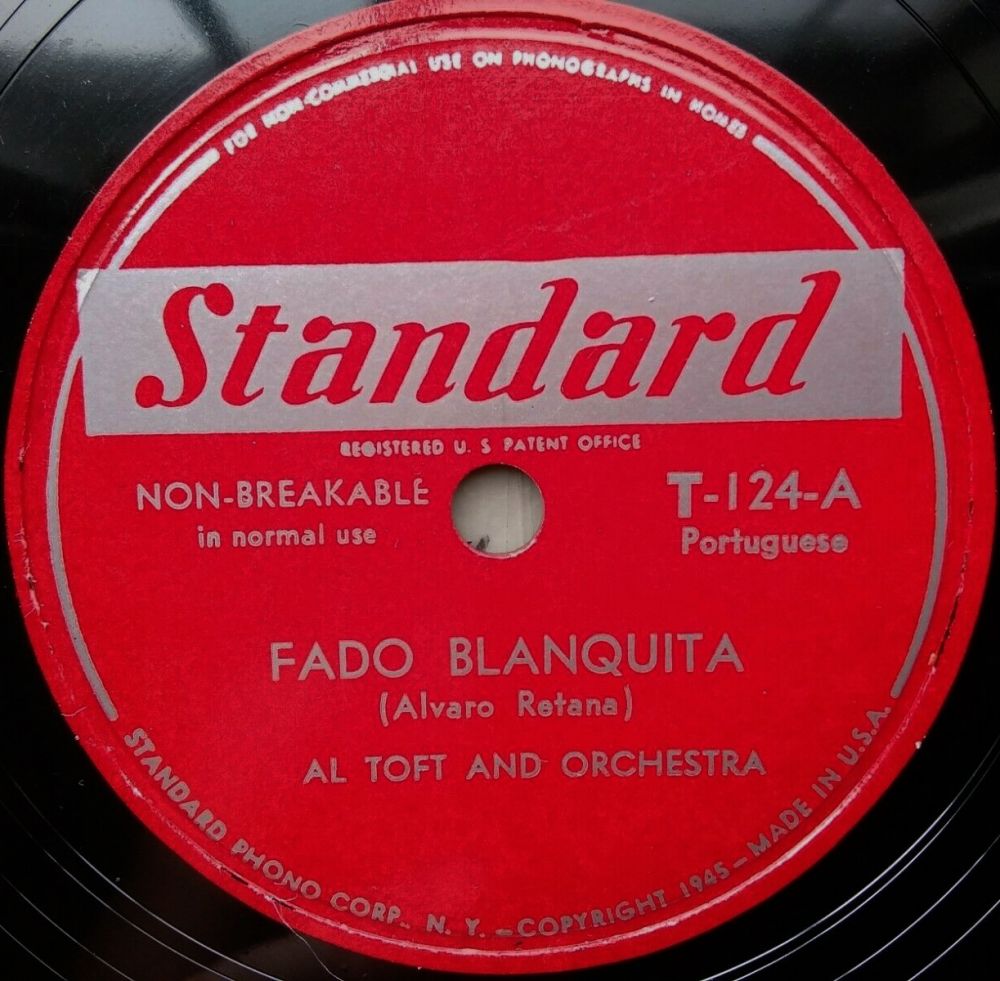 FOR NON-COMMERCIAL USE ON PHONOGRAPHS IN HOMES
Standard
REGISTERED U. S. PATENT OFFICE
NON-BREAKABLE
in normal use
T-124-A
Portuguese
FADO BLANQUITA
(Alvaro Retana)
AL TOFT AND ORCHESTRA
STANDARD PHONO CORP., N. Y. – COPYRIGHT 1945 – MADE IN U.S.A.